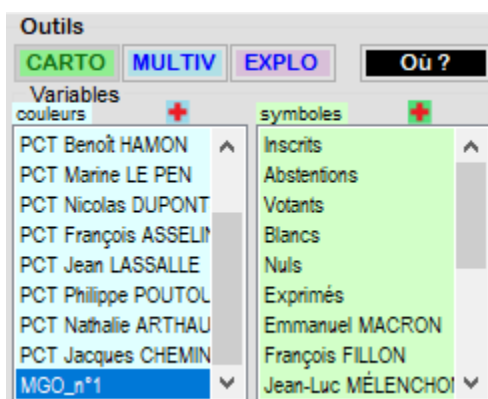 Outils
CARTO MULTIV EXPLO Où ?
Variables
couleurs
PCT Benoît HAMON
PCT Marine LE PEN
PCT Nicolas DUPONT
PCT François ASSELIN
PCT Jean LASSALLE
PCT Philippe POUTOU
PCT Nathalie ARTHAU
PCT Jacques CHEMIN
MGO_n°1
symboles
Inscrits
Abstentions
Votants
Blancs
Nuls
Exprimés
Emmanuel MACRON
François FILLON
Jean-Luc MÉLENCHO